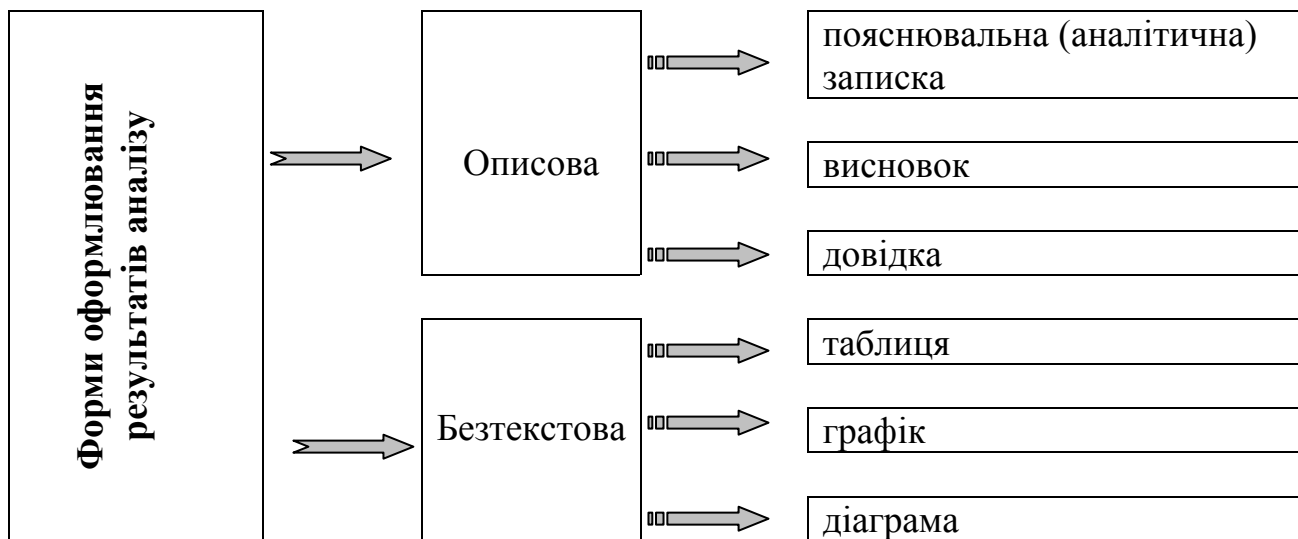 Форми оформлювання
результатів аналізу
Описова
пояснювальна (аналітична)
записка
висновок
довідка
Безтекстова
таблиця
графік
діаграма